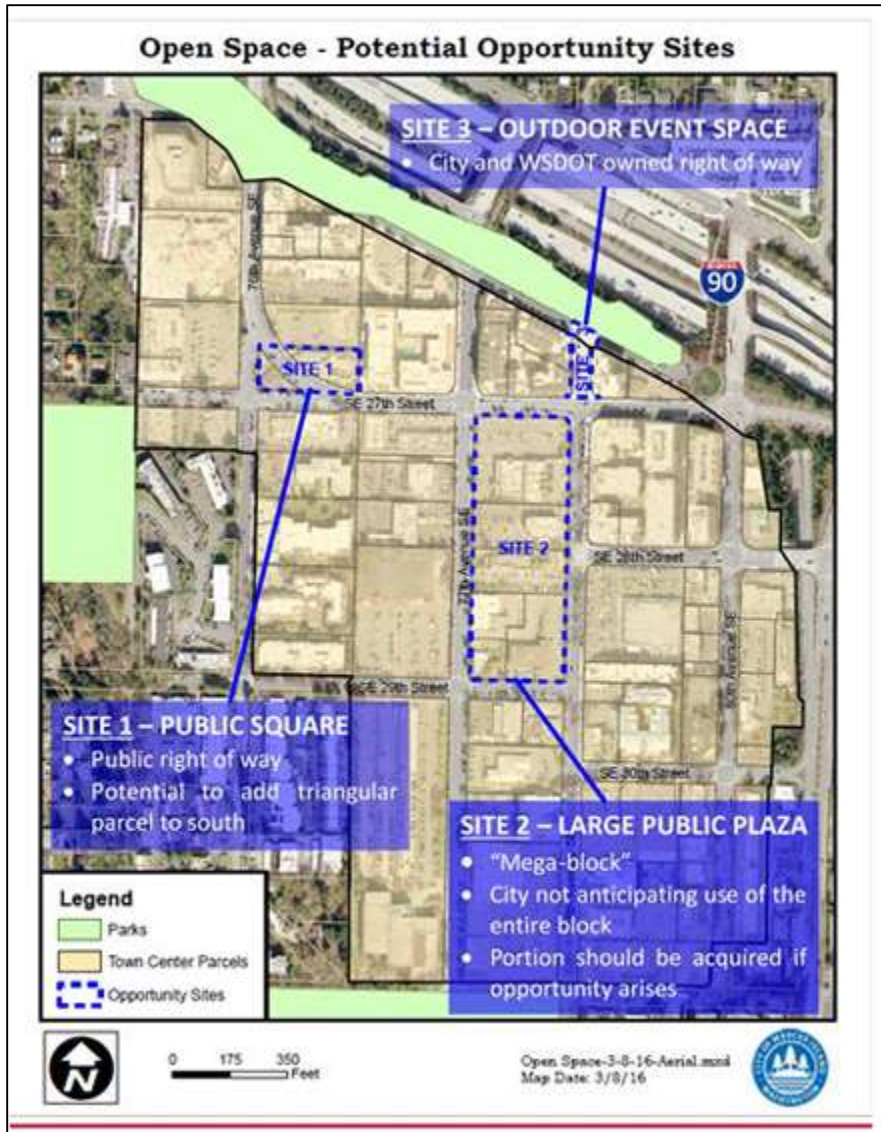 Open Space - Potential Opportunity Sites
SITE 3 – OUTDOOR EVENT SPACE
• City and WSDOT owned right of way
76th Avenue SE
90
SITE 1
SITE
SE 27th Street
77th Avenue SE
SITE 2
SE 28th Street
80th Avenue SE
SE 29th Street
SITE 1 – PUBLIC SQUARE
• Public right of way
• Potential to add triangular
parcel to south
SE 30th Street
SITE 2 – LARGE PUBLIC PLAZA
• “Mega-block”
• City not anticipating use of the
entire block
• Portion should be acquired if
opportunity arises
Legend
Parks
Town Center Parcels
Opportunity Sites
N
0 175 350
Feet
Open Space-3-8-16-Aerial.mxd
Map Date: 3/8/16
CITY OF MERCER ISLAND
WASHINGTON